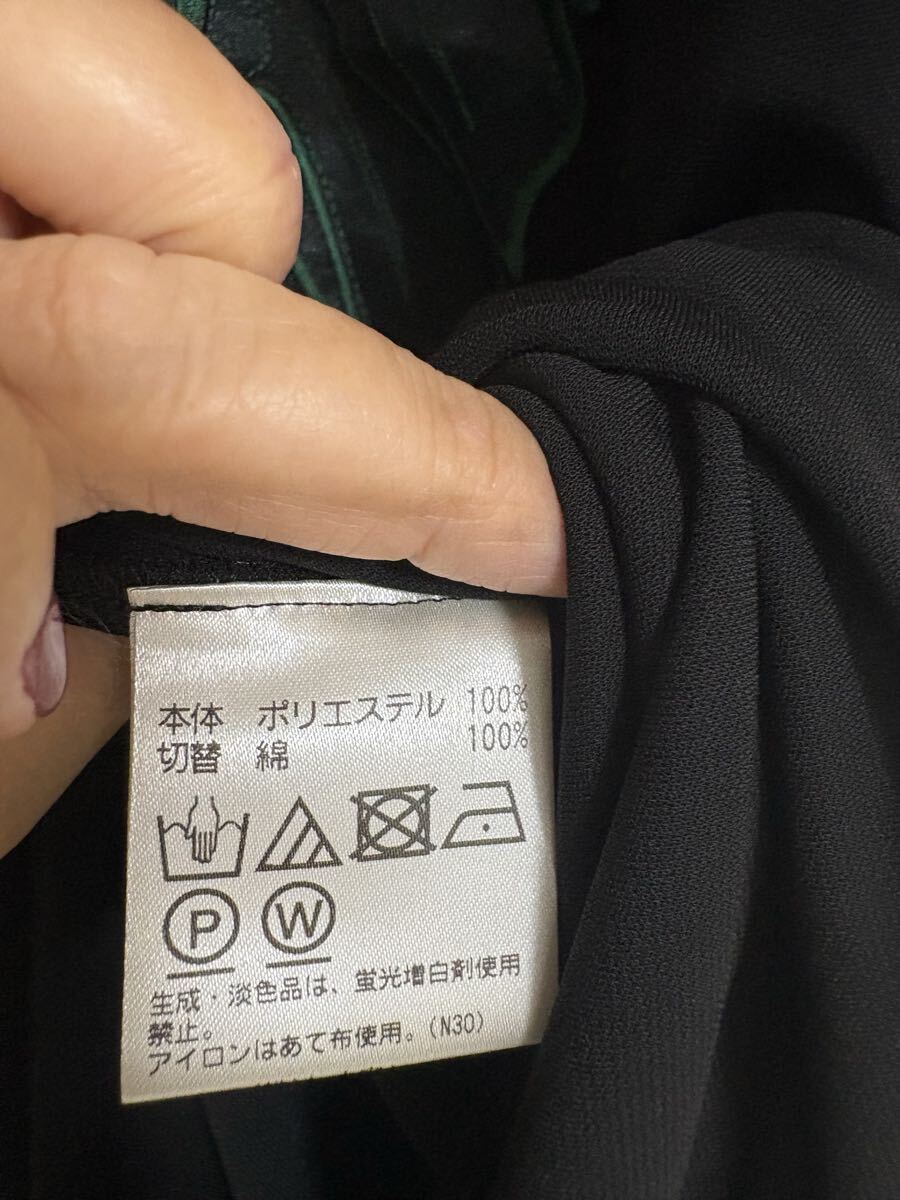 本体 ポリエステル 100%
切替 綿 100%
P W
生成・淡色品は、蛍光増白剤使用
禁止。
アイロンはあて布使用。(N30)